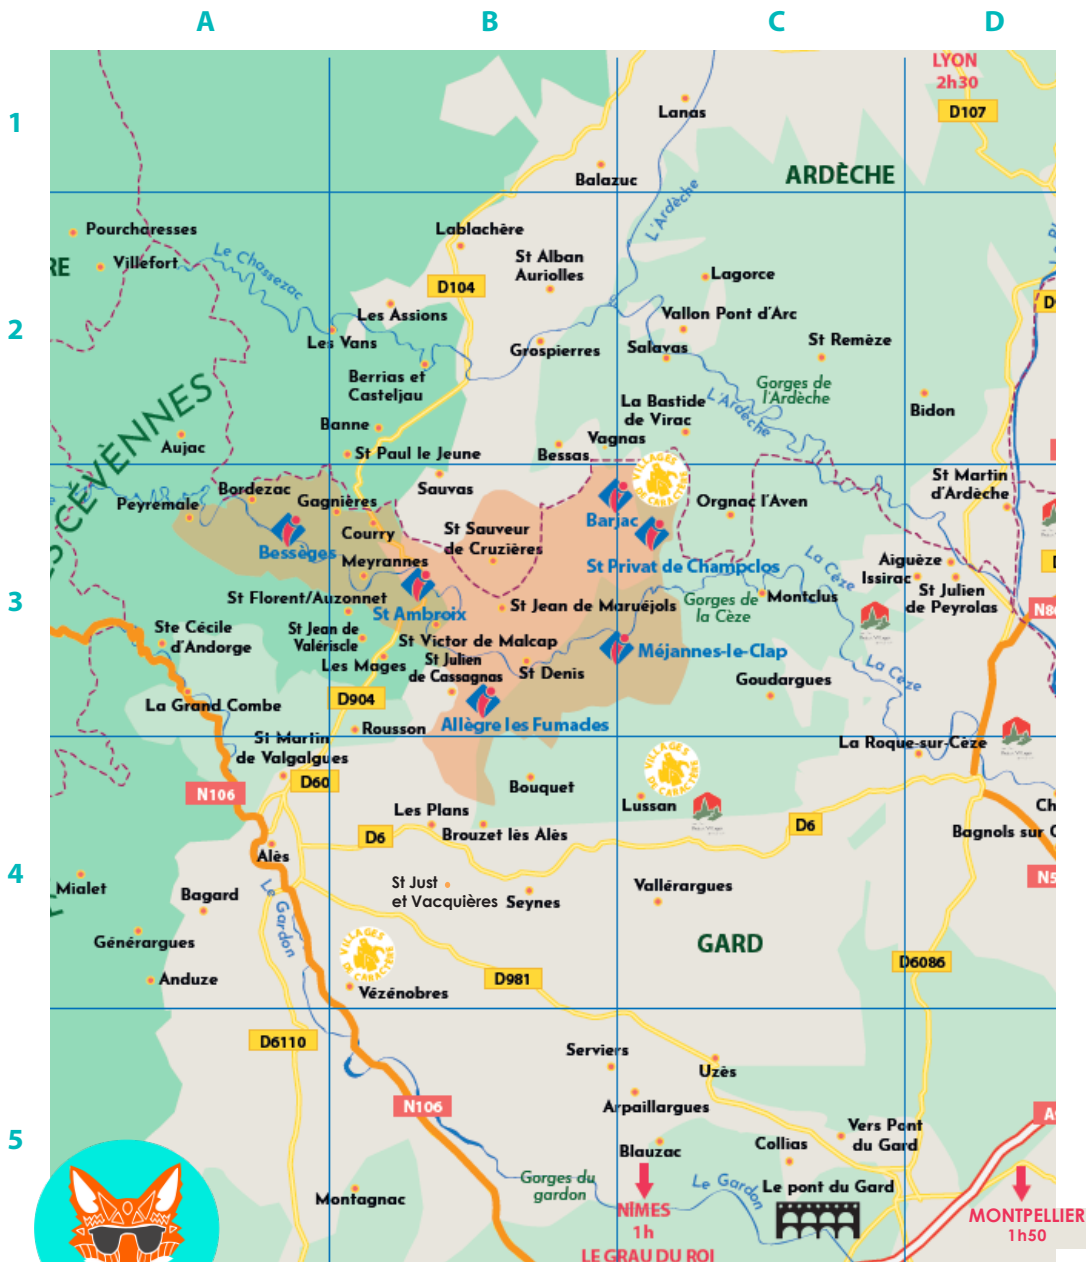 A
B
C
D
1
2
3
4
5
LYON
2h30
D107
Lanas
Balazuc
ARDÈCHE
L'Ardèche
Pourcharesses
Villefort
Le Chassezac
Lablachère
St Alban
Auriolles
D104
Les Assions
Les Vans
Lagorce
Vallon Pont d'Arc
Salavas
St Remèze
Grospierres
Berrias et
Casteljau
Gorges de
l'Ardèche
L'Ardèche
La Bastide
de Virac
Bidon
Banne
Aujac
St Paul le Jeune
Vagnas
Bessas
VILLAGES
DE CARACTÈRE
CÉVENNES
Bordezac
Peyremale
Gagnières
Sauvas
Courry
Bessèges
St Sauveur
de Cruzières
Barjac
Orgnac l'Aven
St Martin
d'Ardèche
Meyrannes
St Privat de Champclos
La Cèze
Aiguèze
Issirac
St Julien
de Peyrolas
St Florent/Auzonnet
St Ambroix
St Jean de Maruéjols
Gorges de
la Cèze
Montclus
Ste Cécile
d'Andorge
St Jean de
Valériscle
St Victor de Malcap
Les Mages
St Julien
de Cassagnas
St Denis
Méjannes-le-Clap
La Cèze
Goudargues
La Grand Combe
D904
Rousson
Allègre les Fumades
St Martin
de Valgalgues
La Roque-sur-Cèze
VILLAGES
DE CARACTÈRE
N106
D60
Bouquet
Lussan
Les Plans
D6
Brouzet lès Alès
D6
Bagnols sur
Alès
Mialet
Bagard
St Just
et Vacquières
Seynes
Vallérargues
Le Gardon
Générargues
GARD
VILLAGES
DE CARACTÈRE
Anduze
Vézénobres
D981
D6086
D6110
Serviers
Uzès
N106
Arpaillargues
Blauzac
Collias
Vers Pont
du Gard
Montagnac
Gorges du
gardon
Le Gardon
Le pont du Gard
NÎMES
1h
LE GRAU DU ROI
MONTPELLIER
1h50